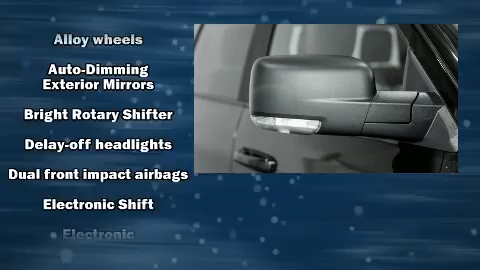 Alloy wheels
Auto-Dimming
Exterior Mirrors
Bright Rotary Shifter
Delay-off headlights
Dual front impact airbags
Electronic Shift
Electronic